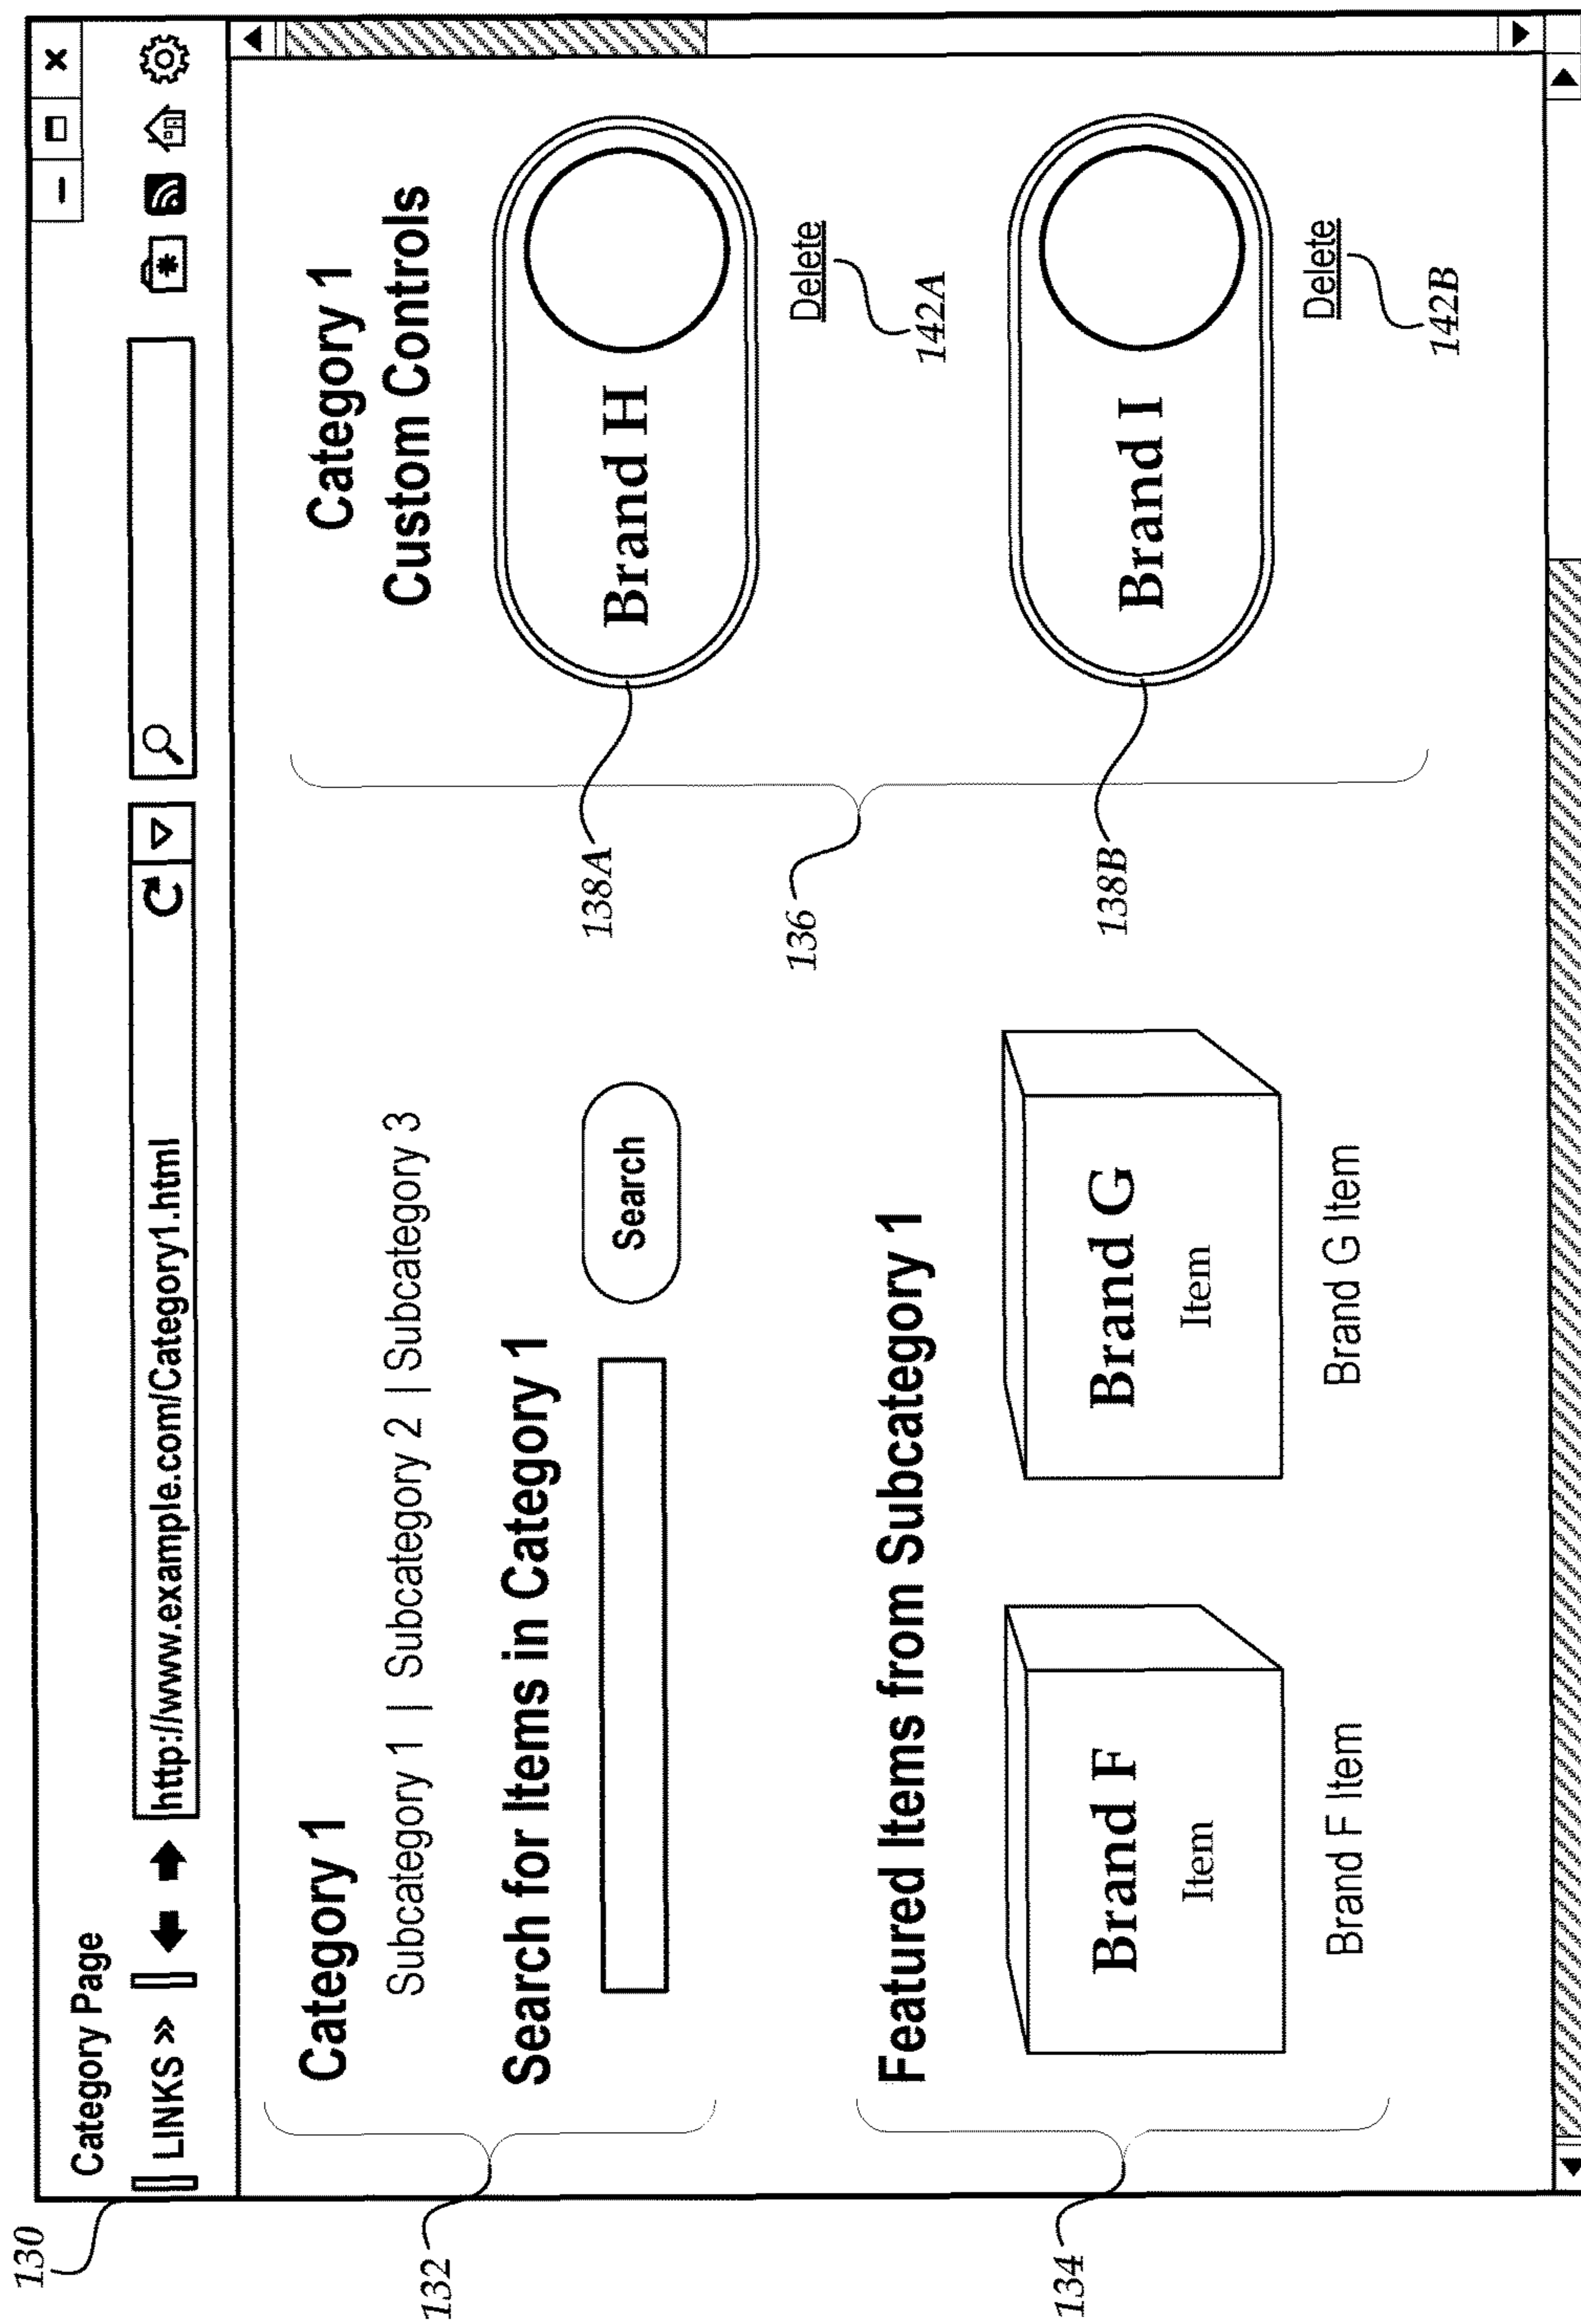 130
Category Page
LINKS »
http://www.example.com/Category1.html
132
Category 1
Subcategory 1 | Subcategory 2 | Subcategory 3
Search for Items in Category 1
Search
134
Featured Items from Subcategory 1
Brand F
Item
Brand F Item
Brand G
Item
Brand G Item
136
Category 1
Custom Controls
138A
Brand H
Delete
142A
138B
Brand I
Delete
142B